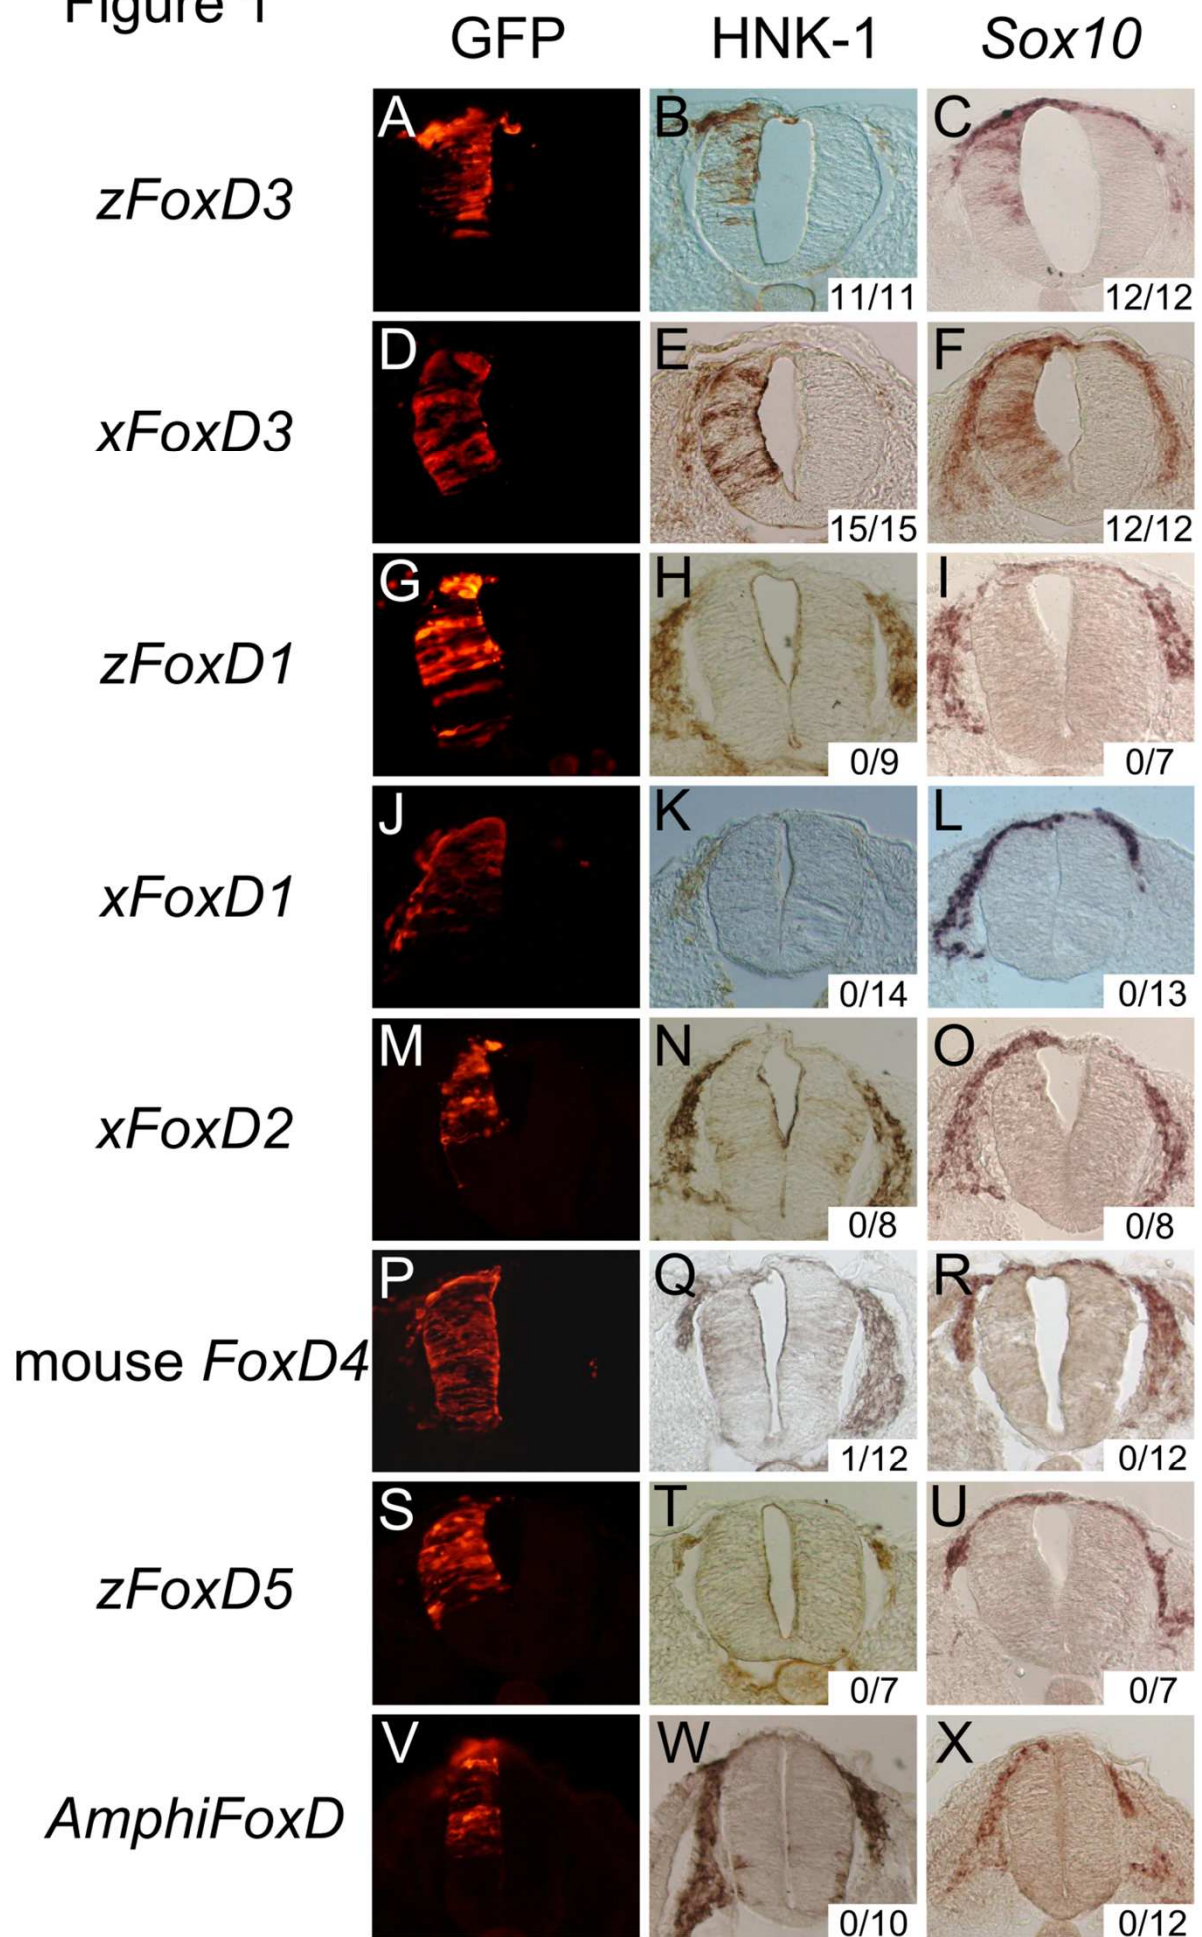 Figure 1
GFP HNK-1 Sox10
zFoxD3 A B 11/11 C 12/12
xFoxD3 D E 15/15 F 12/12
zFoxD1 G H 0/9 I 0/7
xFoxD1 J K 0/14 L 0/13
xFoxD2 M N 0/8 O 0/8
mouse FoxD4 P Q 1/12 R 0/12
zFoxD5 S T 0/7 U 0/7
AmphiFoxD V W 0/10 X 0/12